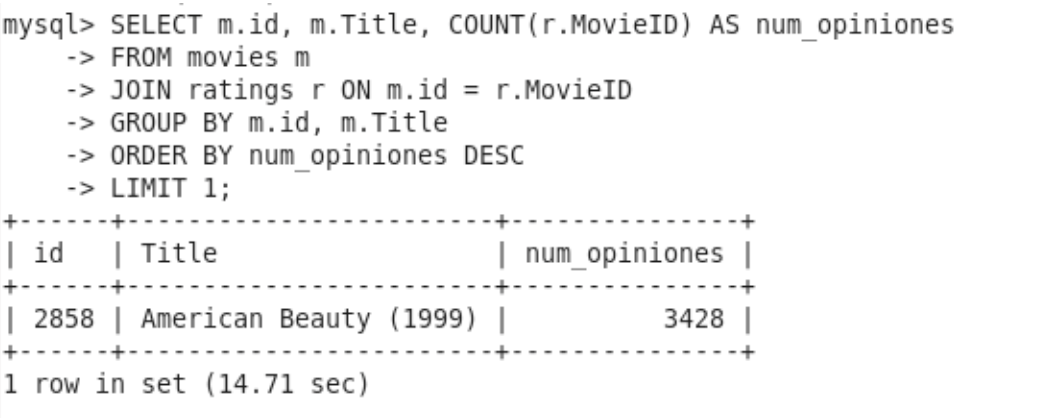 mysql> SELECT m.id, m.Title, COUNT(r.MovieID) AS num_opiniones
    -> FROM movies m
    -> JOIN ratings r ON m.id = r.MovieID
    -> GROUP BY m.id, m.Title
    -> ORDER BY num_opiniones DESC
    -> LIMIT 1;
+------+------------------------+---------------+
| id   | Title                  | num_opiniones |
+------+------------------------+---------------+
| 2858 | American Beauty (1999) |          3428 |
+------+------------------------+---------------+
1 row in set (14.71 sec)